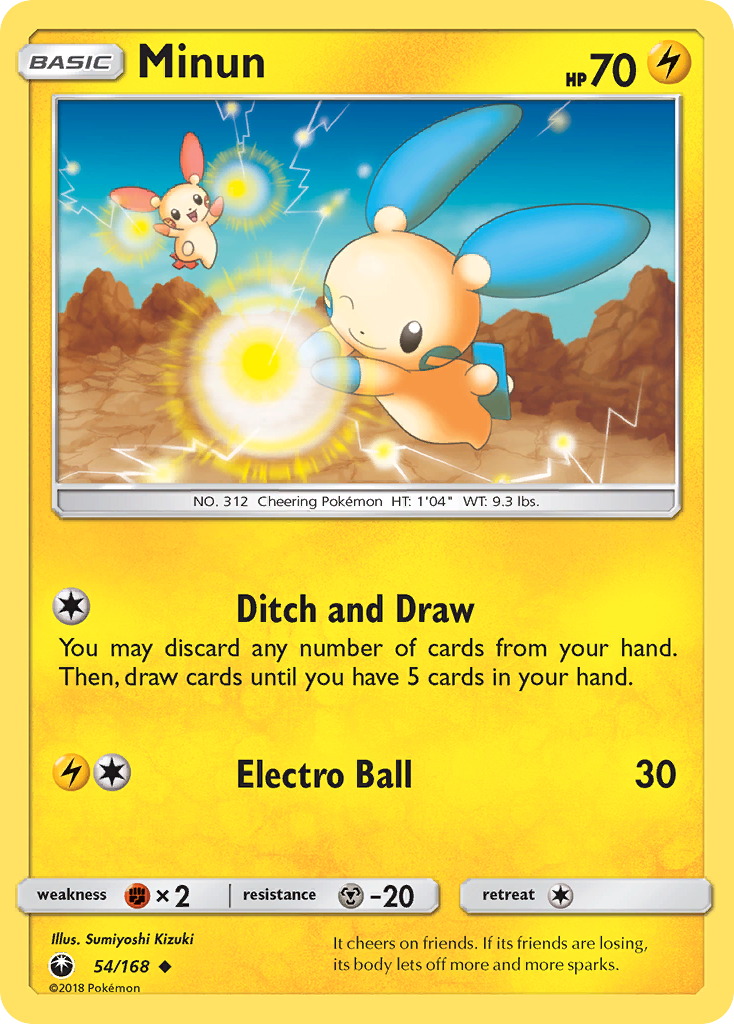 BASIC Minun HP 70
NO. 312 Cheering Pokémon HT: 1'04" WT: 9.3 lbs.
Ditch and Draw
You may discard any number of cards from your hand.
Then, draw cards until you have 5 cards in your hand.
Electro Ball 30
weakness × 2 resistance -20 retreat
Illus. Sumiyoshi Kizuki
54/168
©2018 Pokémon
It cheers on friends. If its friends are losing,
its body lets off more and more sparks.